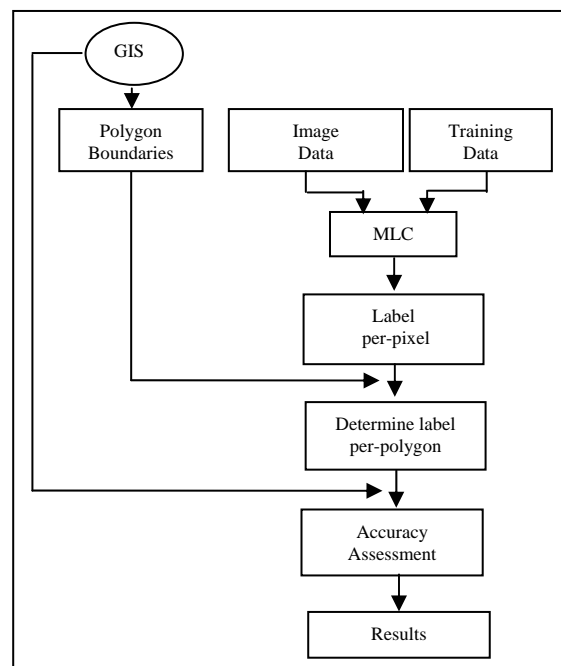 GIS
Polygon
Boundaries
Image
Data
Training
Data
MLC
Label
per-pixel
Determine label
per-polygon
Accuracy
Assessment
Results